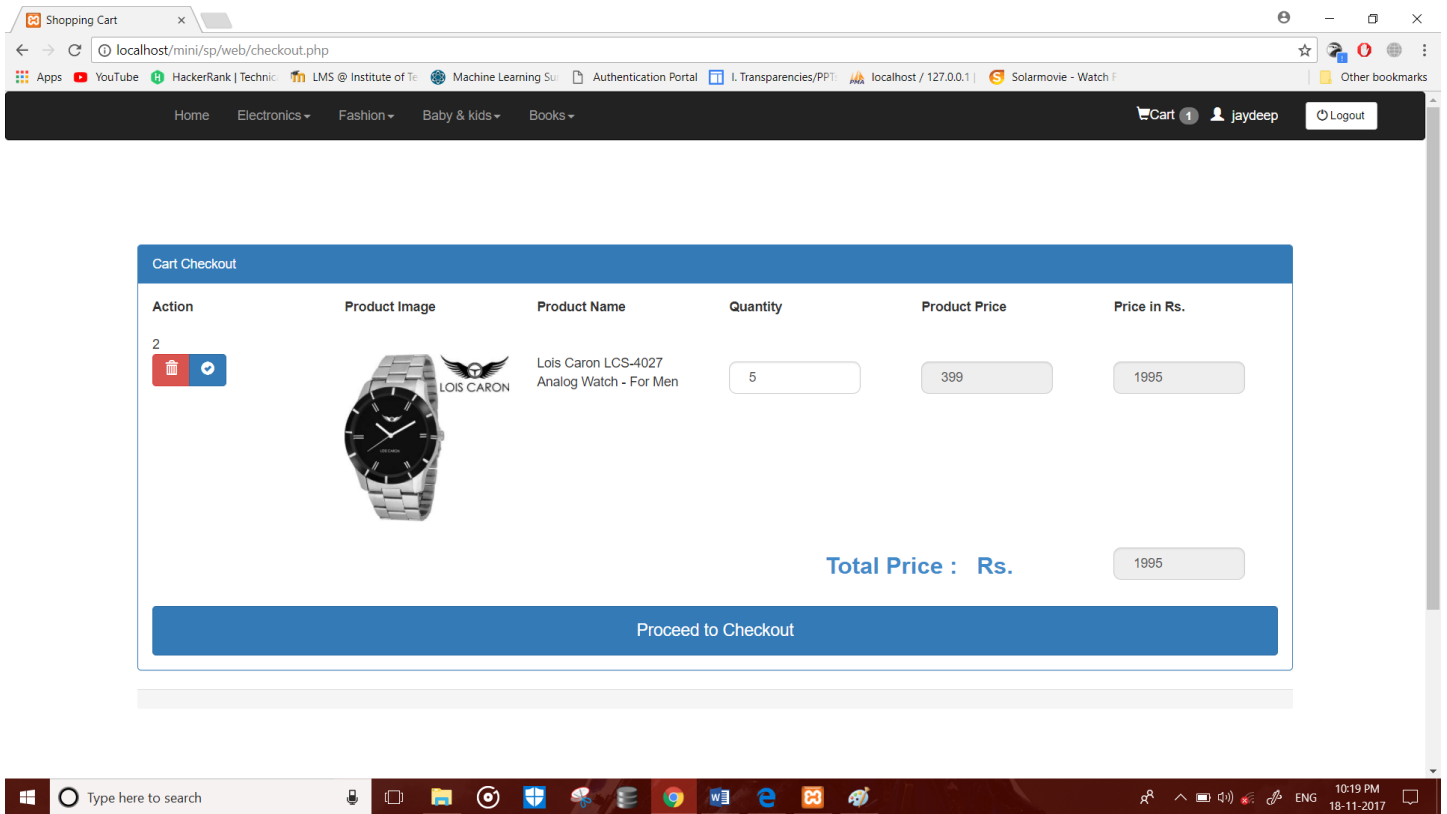 Shopping Cart
localhost/mini/sp/web/checkout.php
Apps YouTube HackerRank | Technic LMS @ Institute of Te Machine Learning Su Authentication Portal I. Transparencies/PPT localhost / 127.0.0.1 | Solarmovie - Watch F Other bookmarks
Home Electronics Fashion Baby & kids Books Cart 1 jaydeep Logout
Cart Checkout
Action Product Image Product Name Quantity Product Price Price in Rs.
2
LOIS CARON
Lois Caron LCS-4027
Analog Watch - For Men
5 399 1995
Total Price : Rs. 1995
Proceed to Checkout
Type here to search
ENG
10:19 PM
18-11-2017